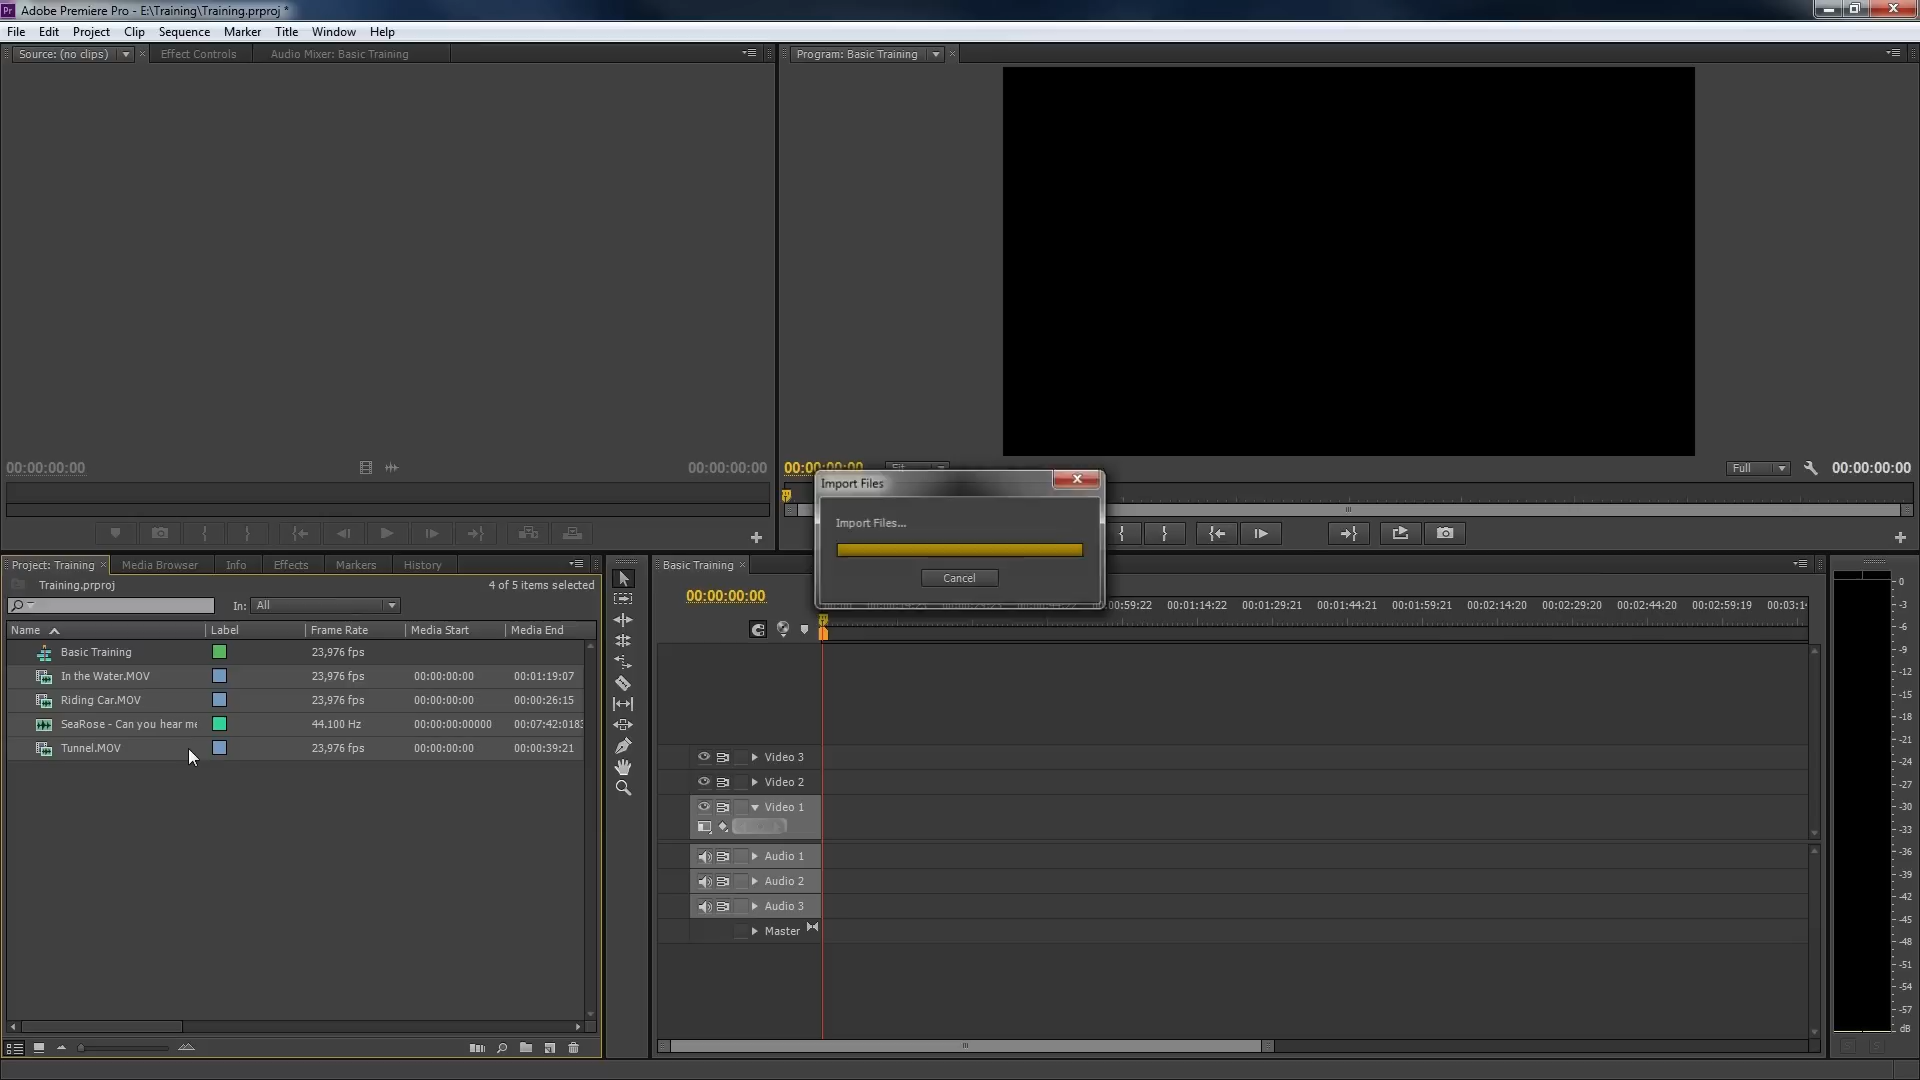 Pr Adobe Premiere Pro - E:\Training\Training.prproj *
File Edit Project Clip Sequence Marker Title Window Help
Source: (no clips) Effect Controls Audio Mixer: Basic Training
Program: Basic Training
00:00:00:00 00:00:00:00
00:00:00:00 Fit Full 00:00:00:00
Import Files
Import Files...
Cancel
Project: Training Media Browser Info Effects Markers History
Training.prproj 4 of 5 items selected
In: All
Name Label Frame Rate Media Start Media End
Basic Training 23,976 fps
In the Water.MOV 23,976 fps 00:00:00:00 00:01:19:07
Riding Car.MOV 23,976 fps 00:00:00:00 00:00:26:15
SeaRose - Can you hear me 44.100 Hz 00:00:00:00000 00:07:42:0183
Tunnel.MOV 23,976 fps 00:00:00:00 00:00:39:21
Basic Training
00:00:00:00
00:59:22 00:01:14:22 00:01:29:21 00:01:44:21 00:01:59:21 00:02:14:20 00:02:29:20 00:02:44:20 00:02:59:19 00:03:1
Video 3
Video 2
Video 1
Audio 1
Audio 2
Audio 3
Master
0
-3
-6
-9
-12
-15
-18
-21
-24
-27
-30
-33
-36
-39
-42
-45
-48
-51
-54
-57
dB
S S